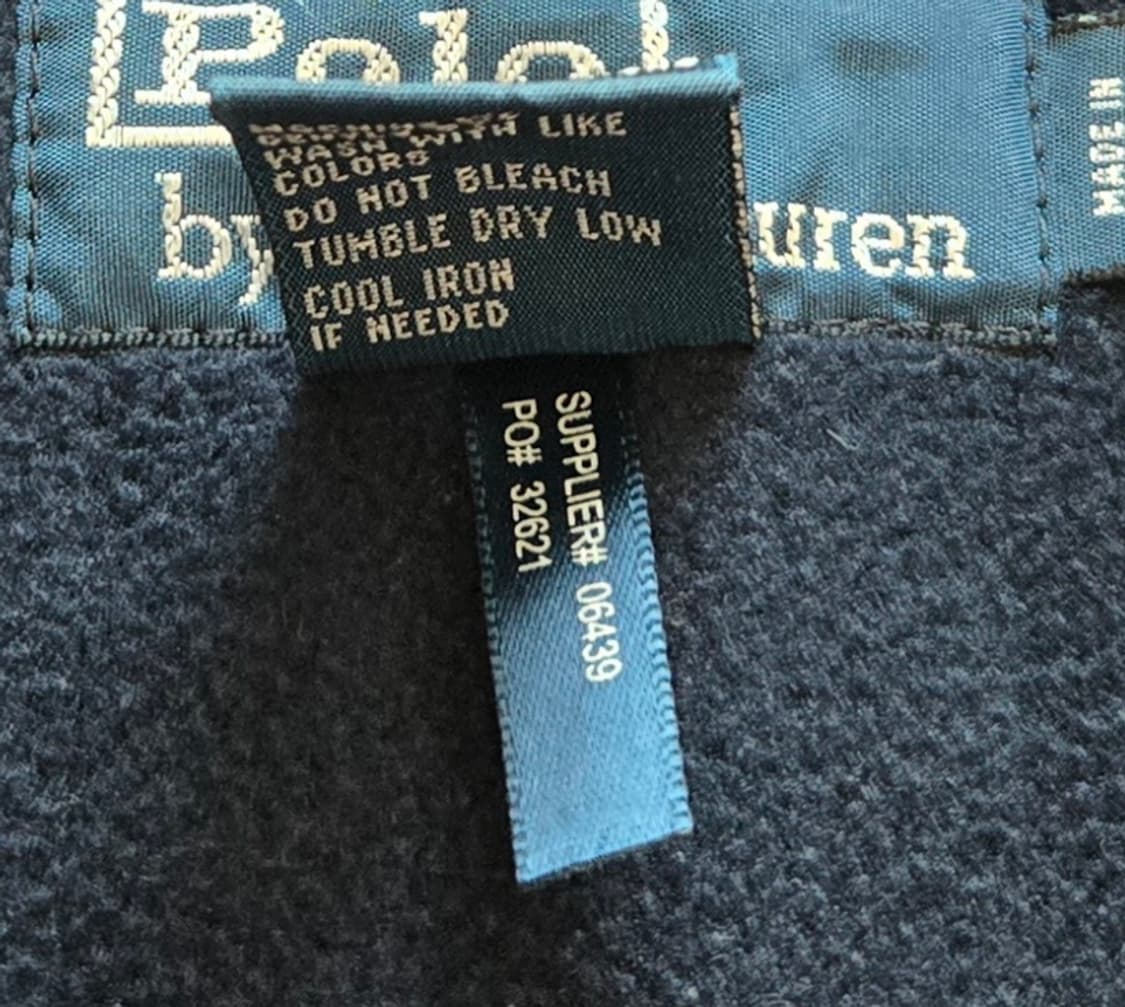 Polo
by uren
MADE IN
WASH WITH LIKE
COLORS
DO NOT BLEACH
TUMBLE DRY LOW
COOL IRON
IF NEEDED
SUPPLIER# 06439
PO# 32621